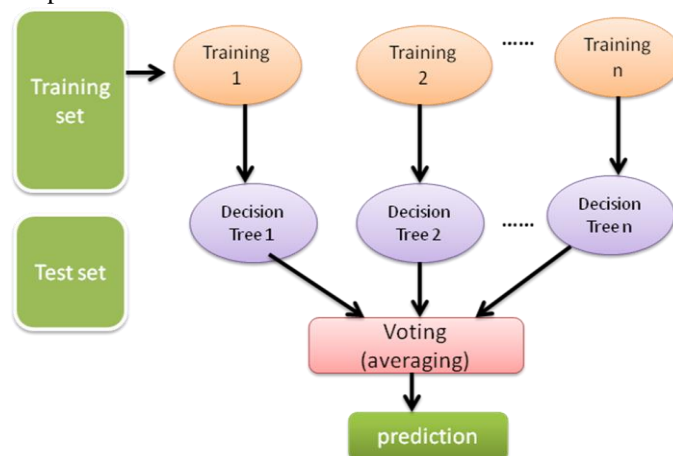 Training
set
Training
1
Training
2
......
Training
n
Decision
Tree 1
Decision
Tree 2
......
Decision
Tree n
Test set
Voting
(averaging)
prediction